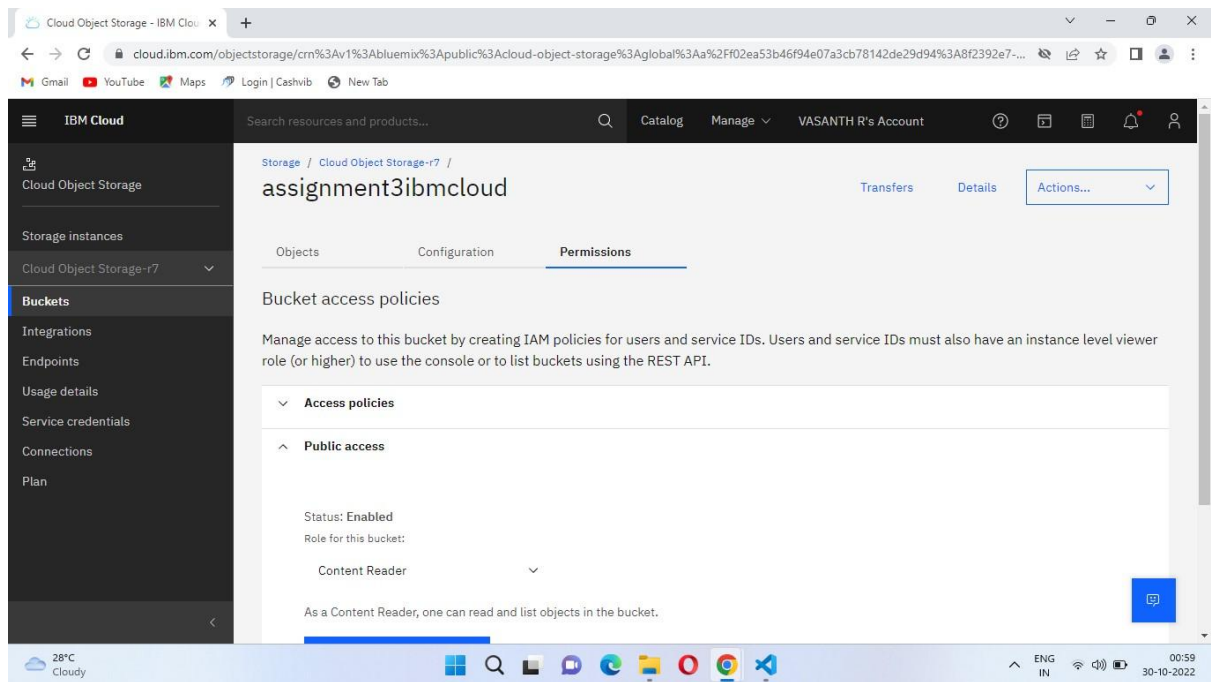 Cloud Object Storage - IBM Clou
cloud.ibm.com/objectstorage/crn%3Av1%3Abluemix%3Apublic%3Acloud-object-storage%3Aglobal%3Aa%2Ff02ea53b46f94e07a3cb78142de29d94%3A8f2392e7-...
Gmail YouTube Maps Login | Cashvib New Tab
IBM Cloud Search resources and products... Catalog Manage VASANTH R's Account
Cloud Object Storage
Storage instances
Cloud Object Storage-r7
Buckets
Integrations
Endpoints
Usage details
Service credentials
Connections
Plan
Storage / Cloud Object Storage-r7 /
assignment3ibmcloud
Transfers Details Actions...
Objects Configuration Permissions
Bucket access policies
Manage access to this bucket by creating IAM policies for users and service IDs. Users and service IDs must also have an instance level viewer
role (or higher) to use the console or to list buckets using the REST API.
Access policies
Public access
Status: Enabled
Role for this bucket:
Content Reader
As a Content Reader, one can read and list objects in the bucket.
28°C
Cloudy
ENG
IN
00:59
30-10-2022